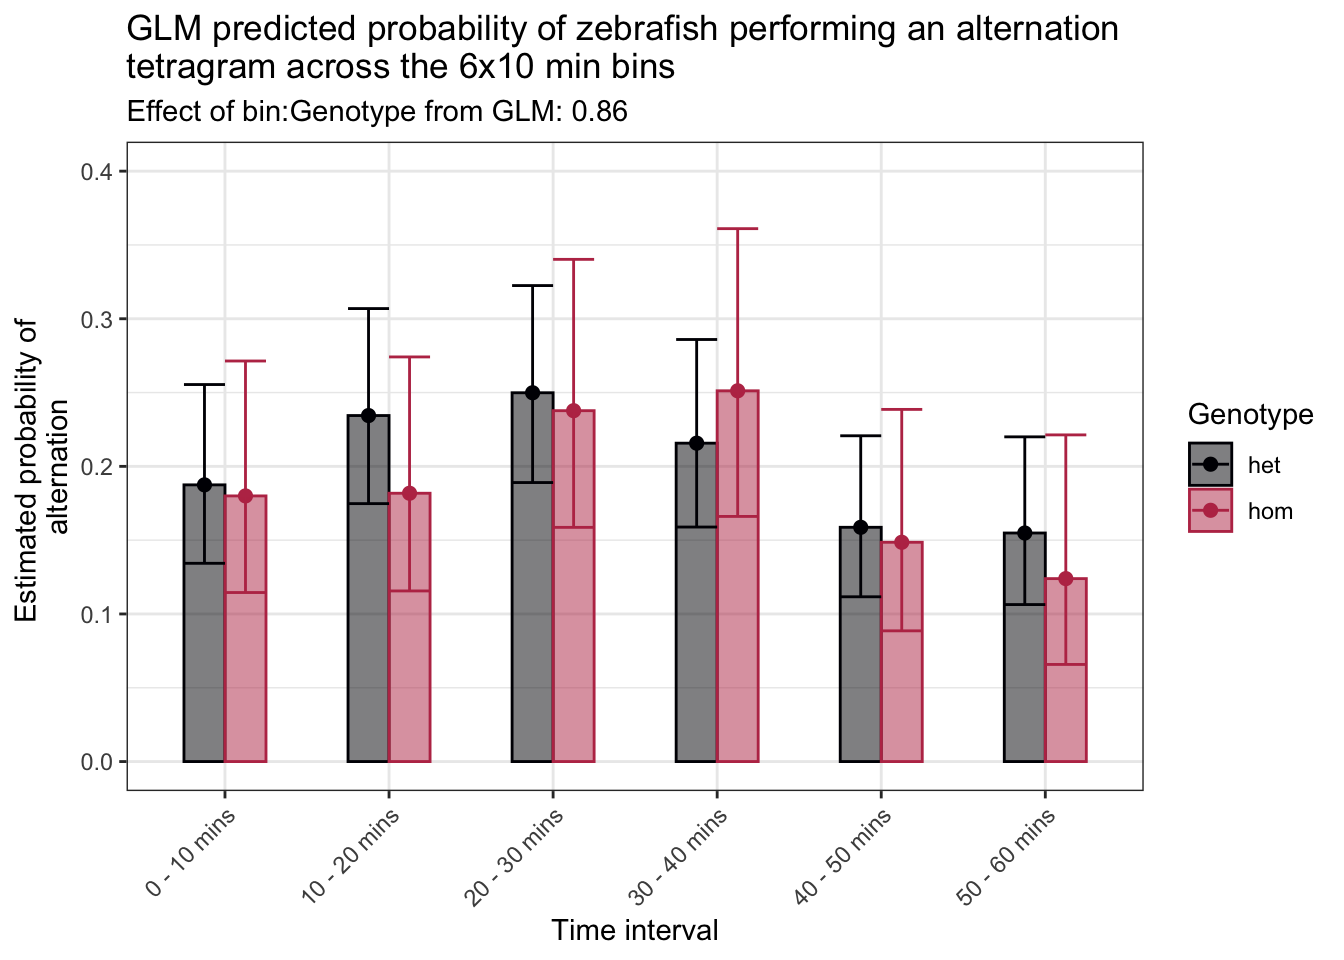 GLM predicted probability of zebrafish performing an alternation
tetragram across the 6x10 min bins
Effect of bin:Genotype from GLM: 0.86
Estimated probability of
alternation
0.4
0.3
0.2
0.1
0.0
0 - 10 mins
10 - 20 mins
20 - 30 mins
30 - 40 mins
40 - 50 mins
50 - 60 mins
Time interval
Genotype
het
hom